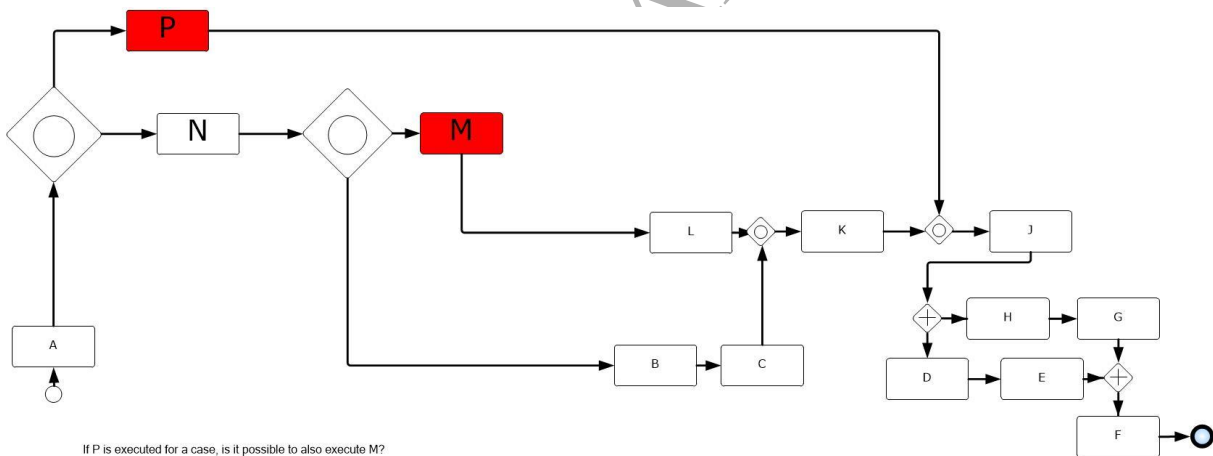 P
N
M
L
K
J
A
H
G
B
C
D
E
F
If P is executed for a case, is it possible to also execute M?